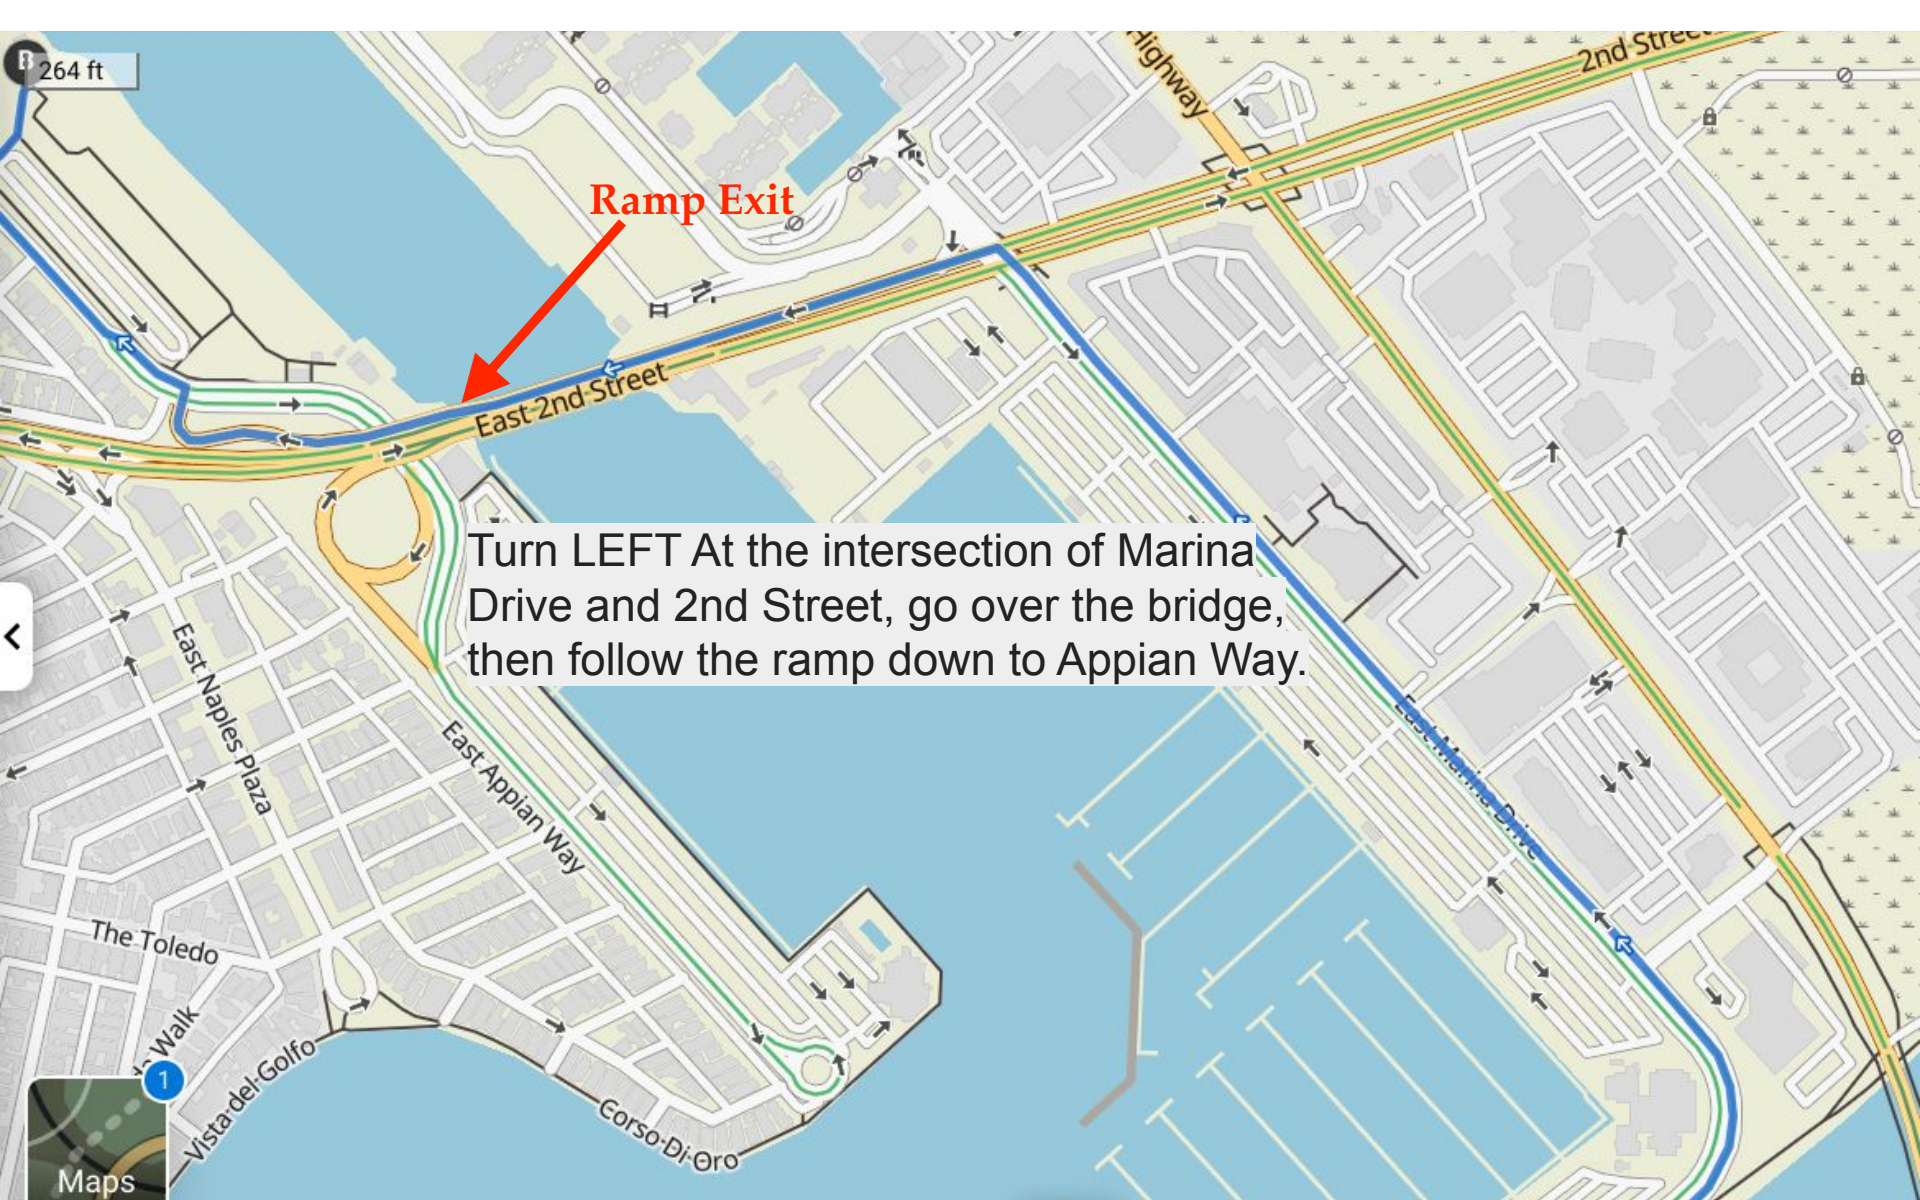 B
264 ft
Highway
2nd Street
Ramp Exit
East 2nd Street
Turn LEFT At the intersection of Marina
Drive and 2nd Street, go over the bridge,
then follow the ramp down to Appian Way.
East Naples Plaza
East Appian Way
East Marina Drive
The Toledo
Walk
Vista del Golfo
Corso Di Oro
1
Maps